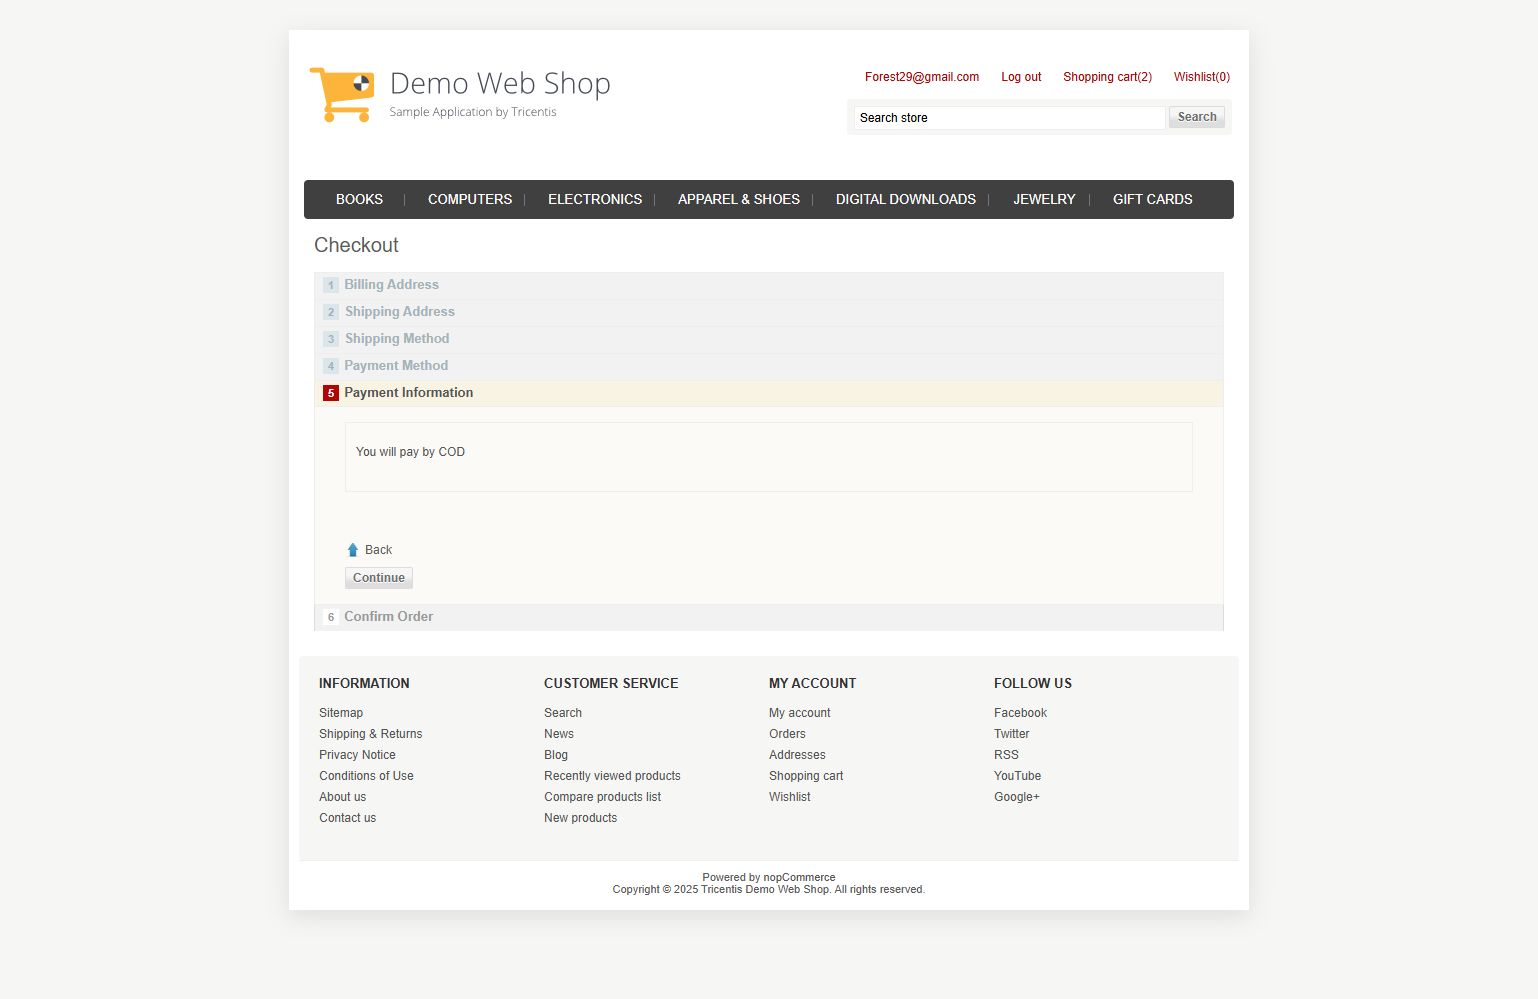 Demo Web Shop
Sample Application by Tricentis
Forest29@gmail.com Log out Shopping cart(2) Wishlist(0)
Search store Search
BOOKS COMPUTERS ELECTRONICS APPAREL & SHOES DIGITAL DOWNLOADS JEWELRY GIFT CARDS
Checkout
1 Billing Address
2 Shipping Address
3 Shipping Method
4 Payment Method
5 Payment Information
You will pay by COD
Back
Continue
6 Confirm Order
INFORMATION
Sitemap
Shipping & Returns
Privacy Notice
Conditions of Use
About us
Contact us
CUSTOMER SERVICE
Search
News
Blog
Recently viewed products
Compare products list
New products
MY ACCOUNT
My account
Orders
Addresses
Shopping cart
Wishlist
FOLLOW US
Facebook
Twitter
RSS
YouTube
Google+
Powered by nopCommerce
Copyright © 2025 Tricentis Demo Web Shop. All rights reserved.